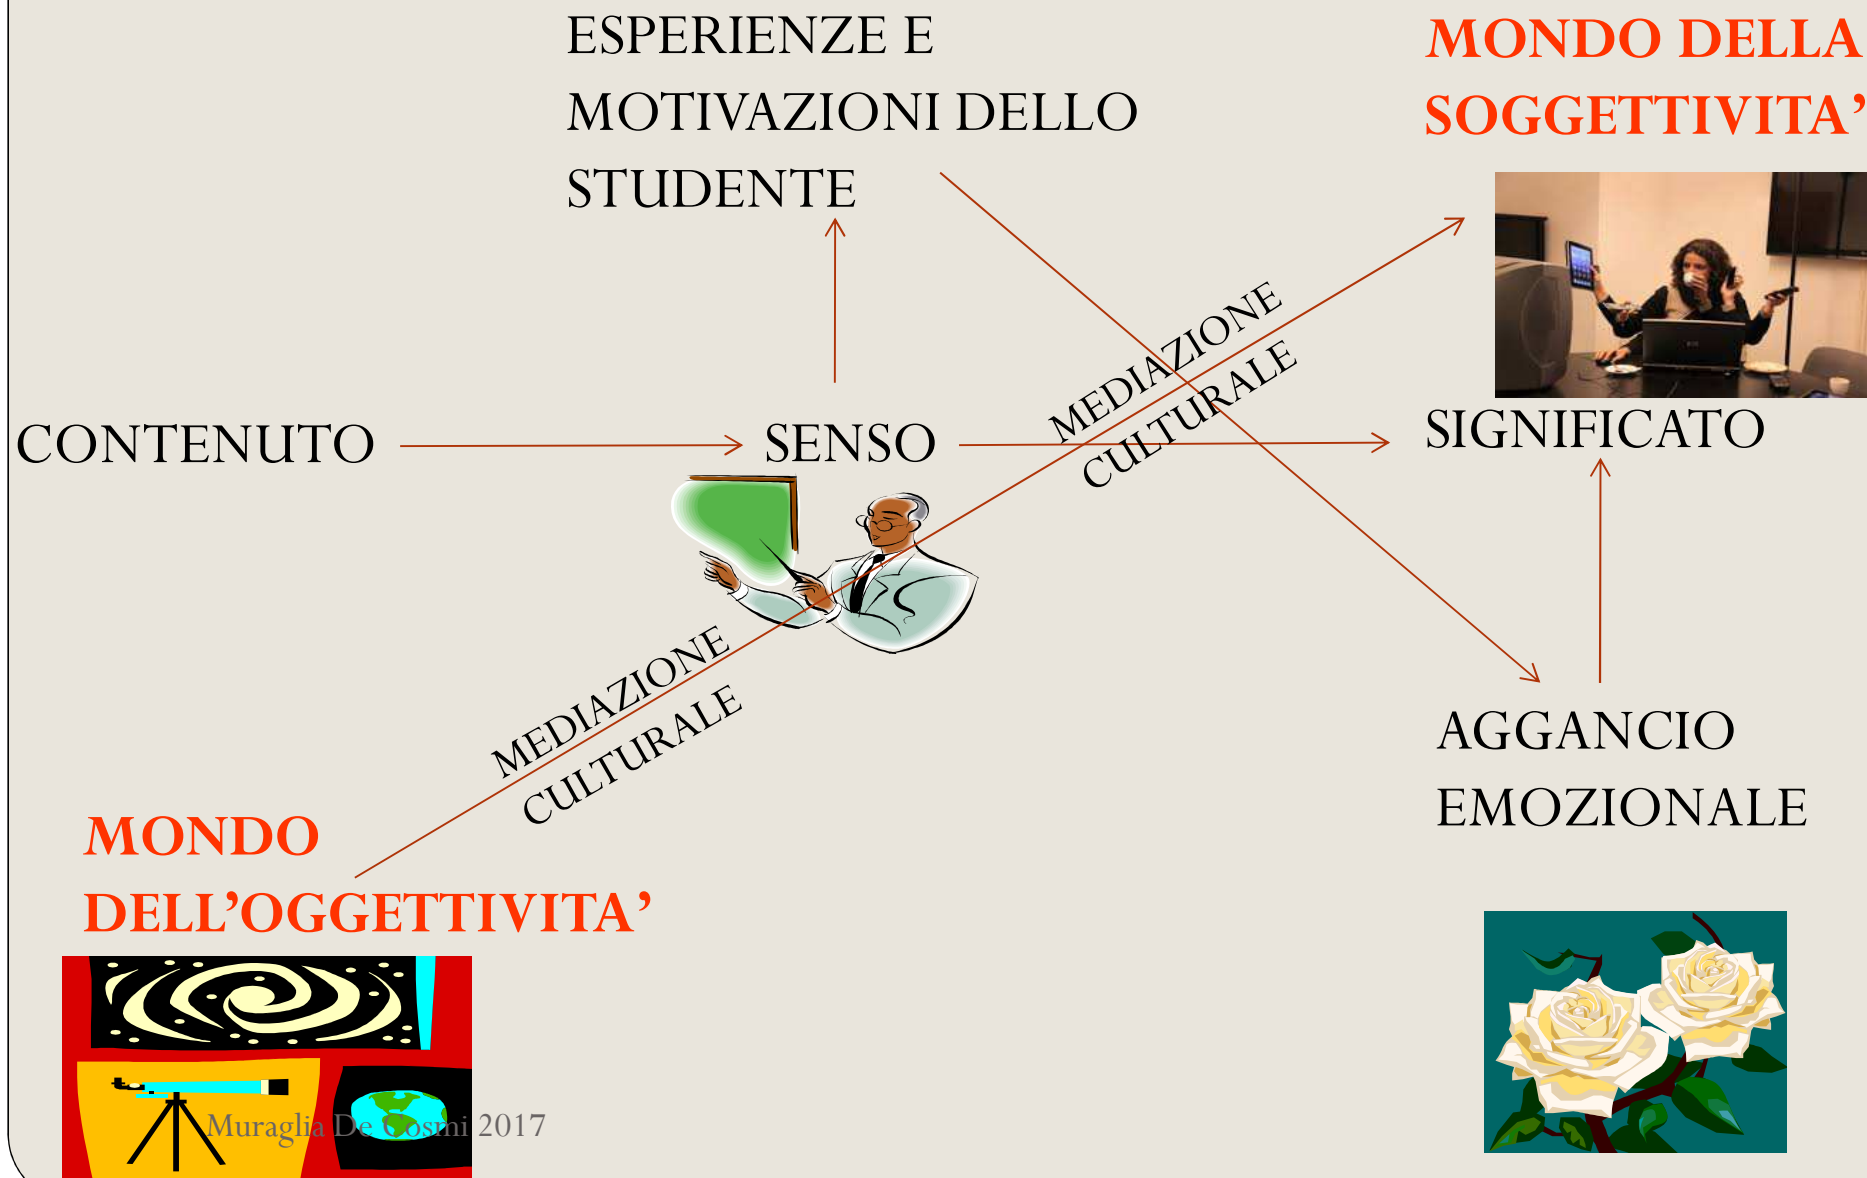 ESPERIENZE E
MOTIVAZIONI DELLO
STUDENTE
MONDO DELLA
SOGGETTIVITA’
CONTENUTO
SENSO
MEDIAZIONE
CULTURALE
SIGNIFICATO
MEDIAZIONE
CULTURALE
AGGANCIO
EMOZIONALE
MONDO
DELL’OGGETTIVITA’
Muraglia De Cosmi 2017